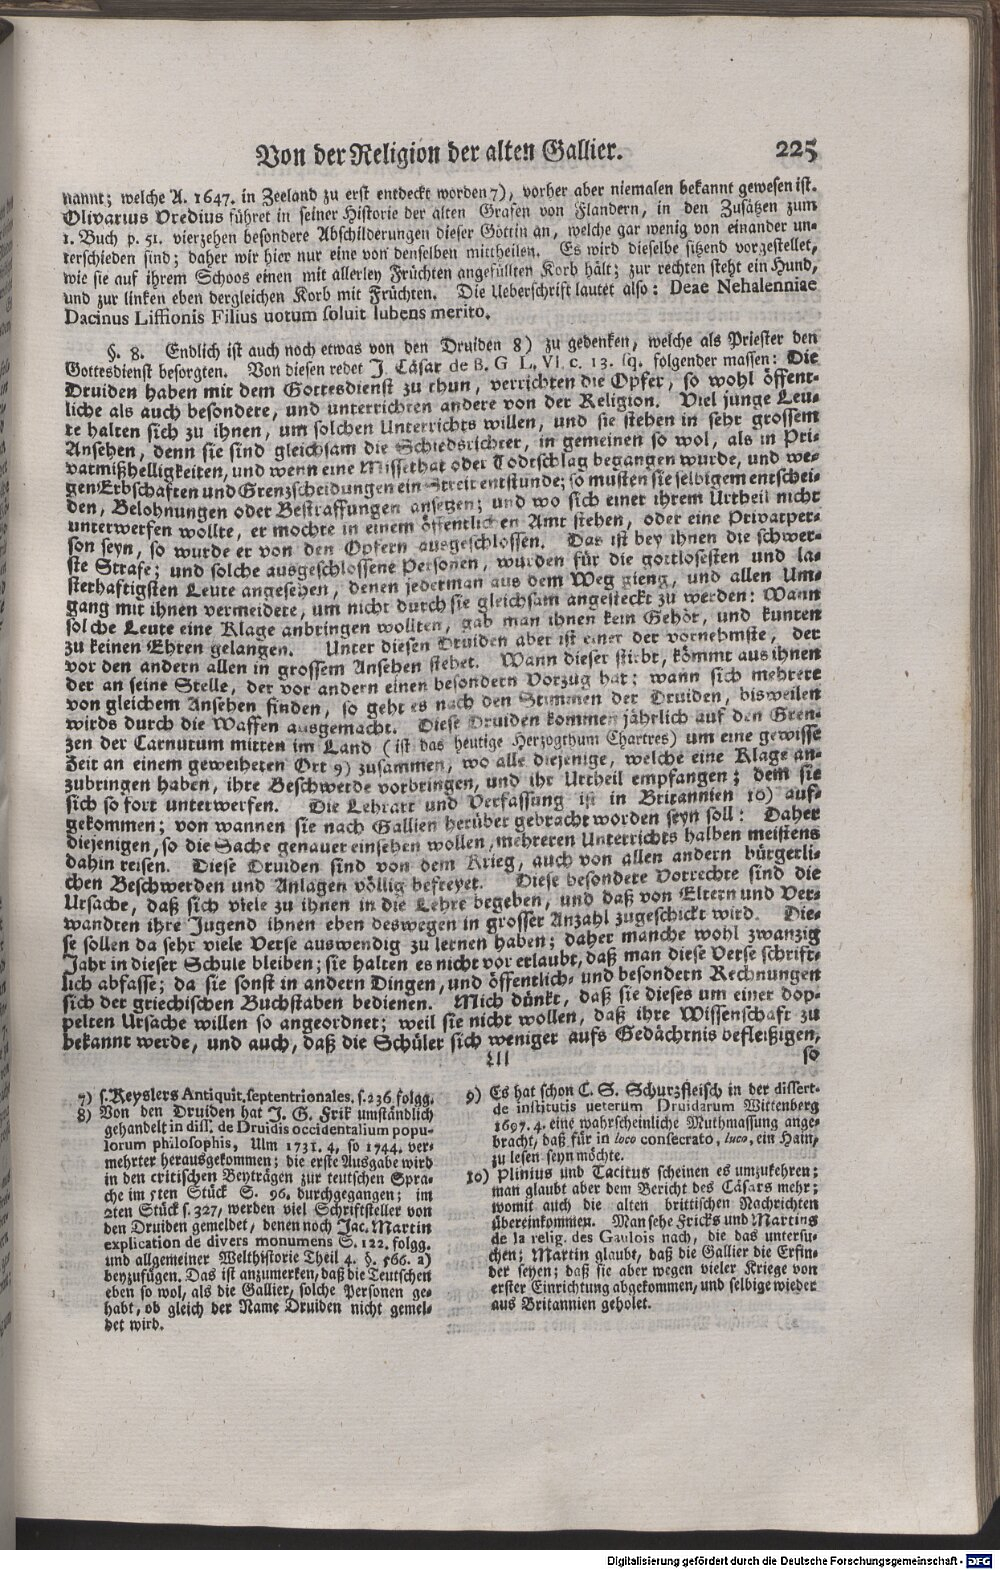 Von der Religion der alten Gallier. 225
nannt; welche A. 1647. in Zeeland zu erst entdeckt worden 7), vorher aber niemalen bekannt gewesen ist.
Olivarius Vredius führet in seiner Historie der alten Grafen von Flandern, in den Zusätzen zum
1. Buch p. 51. vierzehen besondere Abschilderungen dieser Göttin an, welche gar wenig von einander un-
terschieden sind; daher wir hier nur eine von denselben mittheilen. Es wird dieselbe sitzend vorgestellet,
wie sie auf ihrem Schoos einen mit allerley Früchten angefüllten Korb hält; zur rechten steht ein Hund,
und zur linken eben dergleichen Korb mit Früchten. Die Ueberschrift lautet also: Deae Nehalenniae
Dacinus Liffionis Filius uotum soluit lubens merito.
§. 8. Endlich ist auch noch etwas von den Druiden 8) zu gedenken, welche als Priester den
Gottesdienst besorgten. Von diesen redet J. Cäsar de B. G L. VI. c. 13. sq. folgender massen: Die
Druiden haben mit dem Gottesdienst zu thun, verrichten die Opfer, so wohl öffent-
liche als auch besondere, und unterrichten andere von der Religion. Viel junge Leu-
te halten sich zu ihnen, um solchen Unterrichts willen, und sie stehen in sehr grossem
Ansehen, denn sie sind gleichsam die Schiedsrichter, in gemeinen so wol, als in Pri-
vatmißhelligkeiten, und wenn eine Missethat oder Todtschlag begangen wurde, und we-
gen Erbschaften und Grenzscheidungen ein Streit entstunde; so musten sie selbigem entschei-
den, Belohnungen oder Bestraffungen ansetzen; und wo sich einer ihrem Urtheil nicht
unterwerfen wollte, er mochte in einem öffentlichen Amt stehen, oder eine Privatper-
son seyn, so wurde er von den Opfern ausgeschlossen. Das ist bey ihnen die schwer-
ste Strafe; und solche ausgeschlossene Personen, wurden für die gottlosesten und la-
sterhaftigsten Leute angesehen, denen jederman aus dem Weg gieng, und allen Um-
gang mit ihnen vermeidete, um nicht durch sie gleichsam angesteckt zu werden: Wann
solche Leute eine Klage anbringen wollten, gab man ihnen kein Gehör, und kunten
zu keinen Ehren gelangen. Unter diesen Druiden aber ist einer der vornehmste, der
vor den andern allen in grossem Ansehen stehet. Wann dieser stirbt, kömmt aus ihnen
der an seine Stelle, der vor andern einen besondern Vorzug hat; wann sich mehrere
von gleichem Ansehen finden, so geht es nach den Stimmen der Druiden, bisweilen
wirds durch die Waffen ausgemacht. Diese Druiden kommen jährlich auf den Gren-
zen der Carnutum mitten im Land (ist das heutige Herzogthum Chartres) um eine gewisse
Zeit an einem geweiheten Ort 9) zusammen, wo alle diejenige, welche eine Klage an-
zubringen haben, ihre Beschwerde vorbringen, und ihr Urtheil empfangen; dem sie
sich so fort unterwerfen. Die Lehrart und Verfassung ist in Britannien 10) auf-
gekommen; von wannen sie nach Gallien herüber gebracht worden seyn soll: Daher
diejenigen, so die Sache genauer einsehen wollen, mehreren Unterrichts halben meistens
dahin reisen. Diese Druiden sind von dem Krieg, auch von allen andern bürgerli-
chen Beschwerden und Anlagen völlig befreyet. Diese besondere Vorrechte sind die
Ursache, daß sich viele zu ihnen in die Lehre begeben, und daß von Eltern und Ver-
wandten ihre Jugend ihnen eben deswegen in grosser Anzahl zugeschickt wird. Die-
se sollen da sehr viele Verse auswendig zu lernen haben; daher manche wohl zwanzig
Jahr in dieser Schule bleiben; sie halten es nicht vor erlaubt, daß man diese Verse schrift-
lich abfasse; da sie sonst in andern Dingen, und öffentlich- und besondern Rechnungen
sich der griechischen Buchstaben bedienen. Mich dünkt, daß sie dieses um einer dop-
pelten Ursache willen so angeordnet; weil sie nicht wollen, daß ihre Wissenschaft zu
bekannt werde, und auch, daß die Schüler sich weniger aufs Gedächtnis befleißigen,
Lll so
7) s. Keyslers Antiquit. septentrionales, s. 236. folgg.
8) Von den Druiden hat J. G. Frik umständlich
gehandelt in diss. de Druidis occidentalium popu-
lorum philosophis, Ulm 1731. 4, so 1744. ver-
mehrter herausgekommen; die erste Ausgabe wird
in den critischen Beyträgen zur teutschen Spra-
che im 5ten Stück S. 96. durchgegangen; im
2ten Stück s. 327, werden viel Schriftsteller von
den Druiden gemeldet, denen noch Jac. Martin
explication de divers monumens S. 122. folgg.
und allgemeiner Welthistorie Theil 4. §. 566. a)
beyzufügen. Das ist anzumerken, daß die Teutschen
eben so wol, als die Gallier, solche Personen ge-
habt, ob gleich der Name Druiden nicht gemel-
det wird.
9) Es hat schon C. S. Schurzfleisch in der dissert.
de institutis ueterum Druidarum Wittenberg
1697. 4. eine wahrscheinliche Muthmassung ange-
bracht, daß für in loco consecrato, luco, ein Hain,
zu lesen seyn möchte.
10) Plinius und Tacitus scheinen es umzukehren;
man glaubt aber dem Bericht des Cäsars mehr;
womit auch die alten brittischen Nachrichten
übereinkommen. Man sehe Fricks und Martins
de la relig. des Gaulois nach, die das untersu-
chen; Martin glaubt, daß die Gallier die Erfin-
der seyen; daß sie aber wegen vieler Kriege von
erster Einrichtung abgekommen, und selbige wieder
aus Britannien geholet.
Digitalisierung gefördert durch die Deutsche Forschungsgemeinschaft - DFG